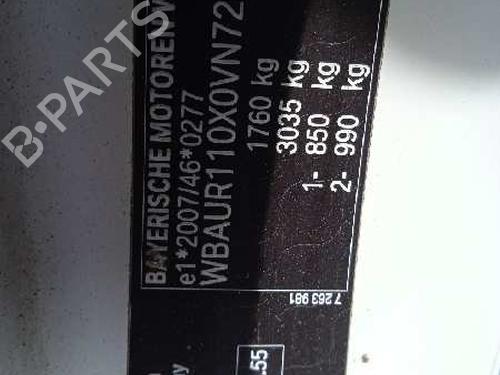 BAYERISCHE MOTOREN W
e1*2007/46*0277
WBAUR110X0VN72
1760 kg
3035 kg
1- 850 kg
2- 990 kg
7 263 981
.55
B-PARTS